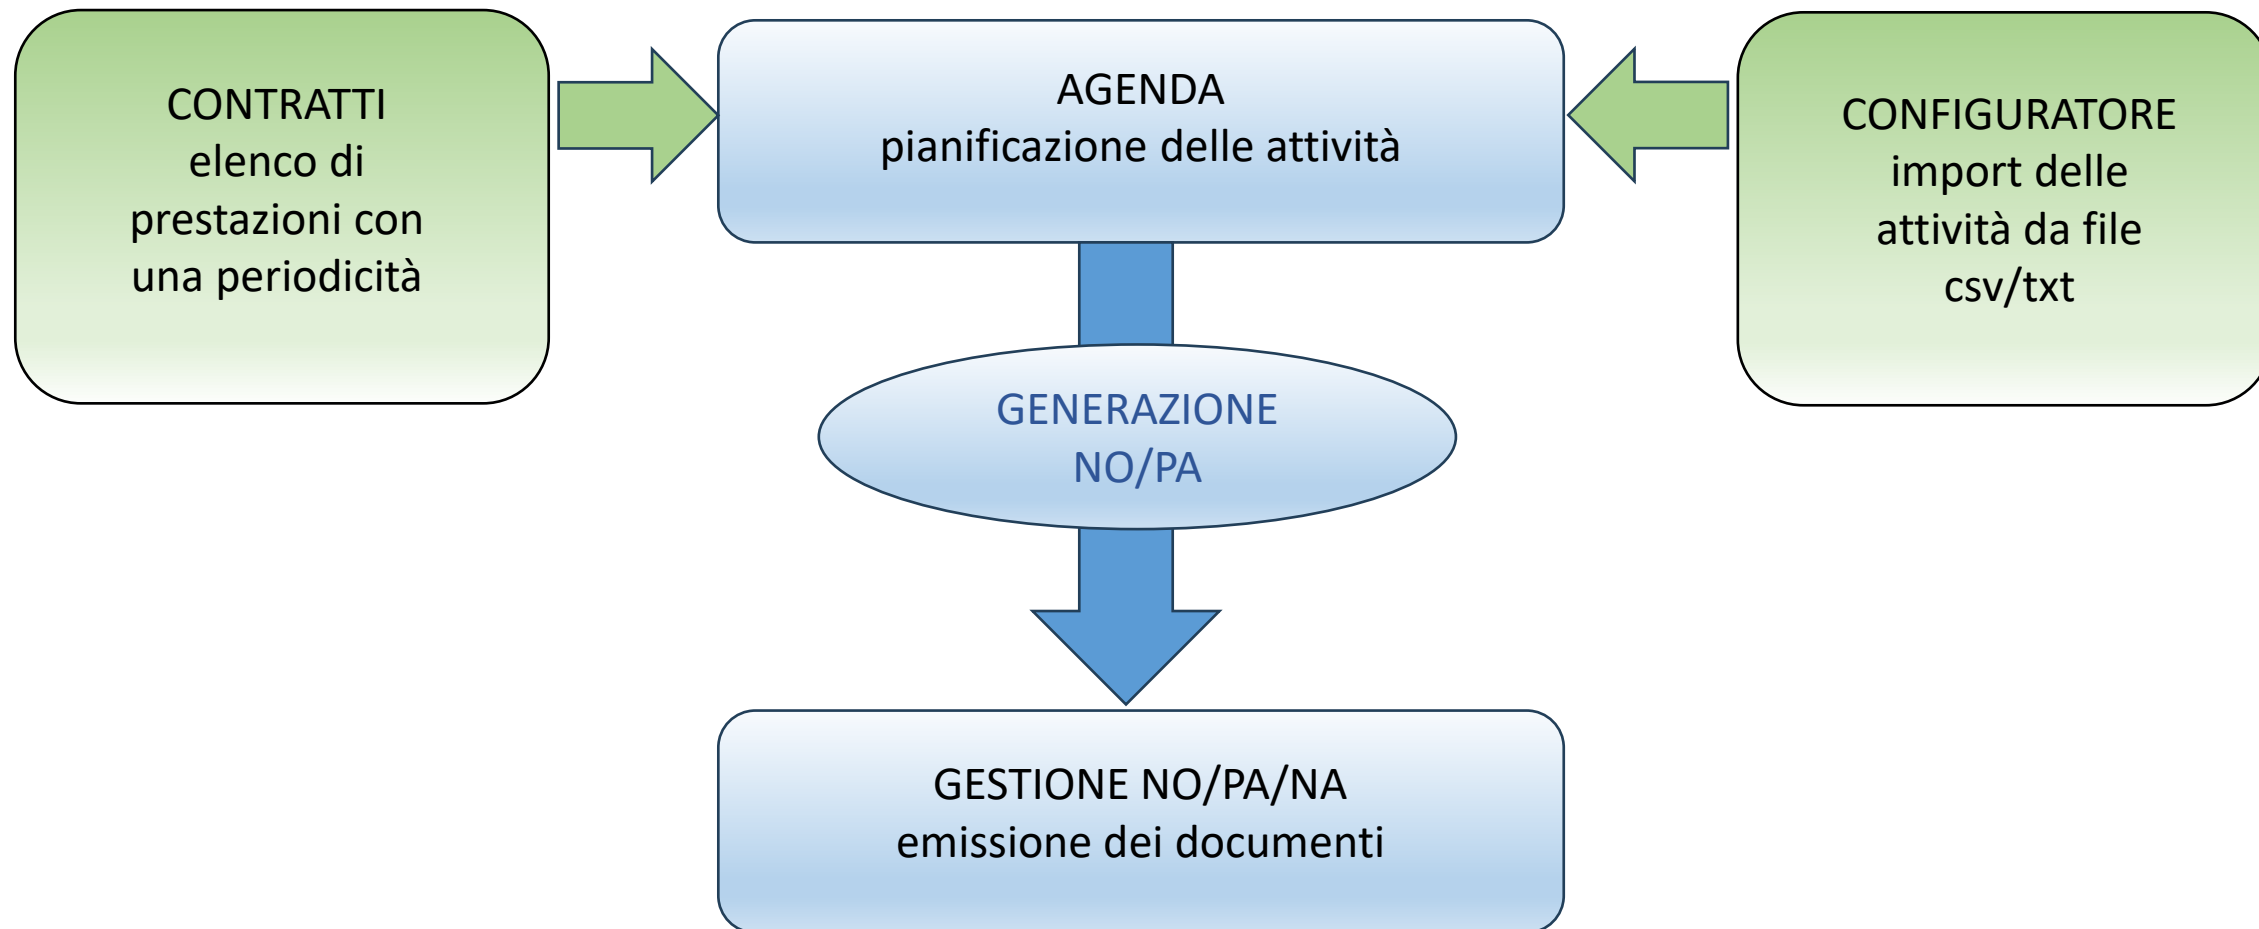 CONTRATTI
elenco di
prestazioni con
una periodicità
AGENDA
pianificazione delle attività
CONFIGURATORE
import delle
attività da file
csv/txt
GENERAZIONE
NO/PA
GESTIONE NO/PA/NA
emissione dei documenti